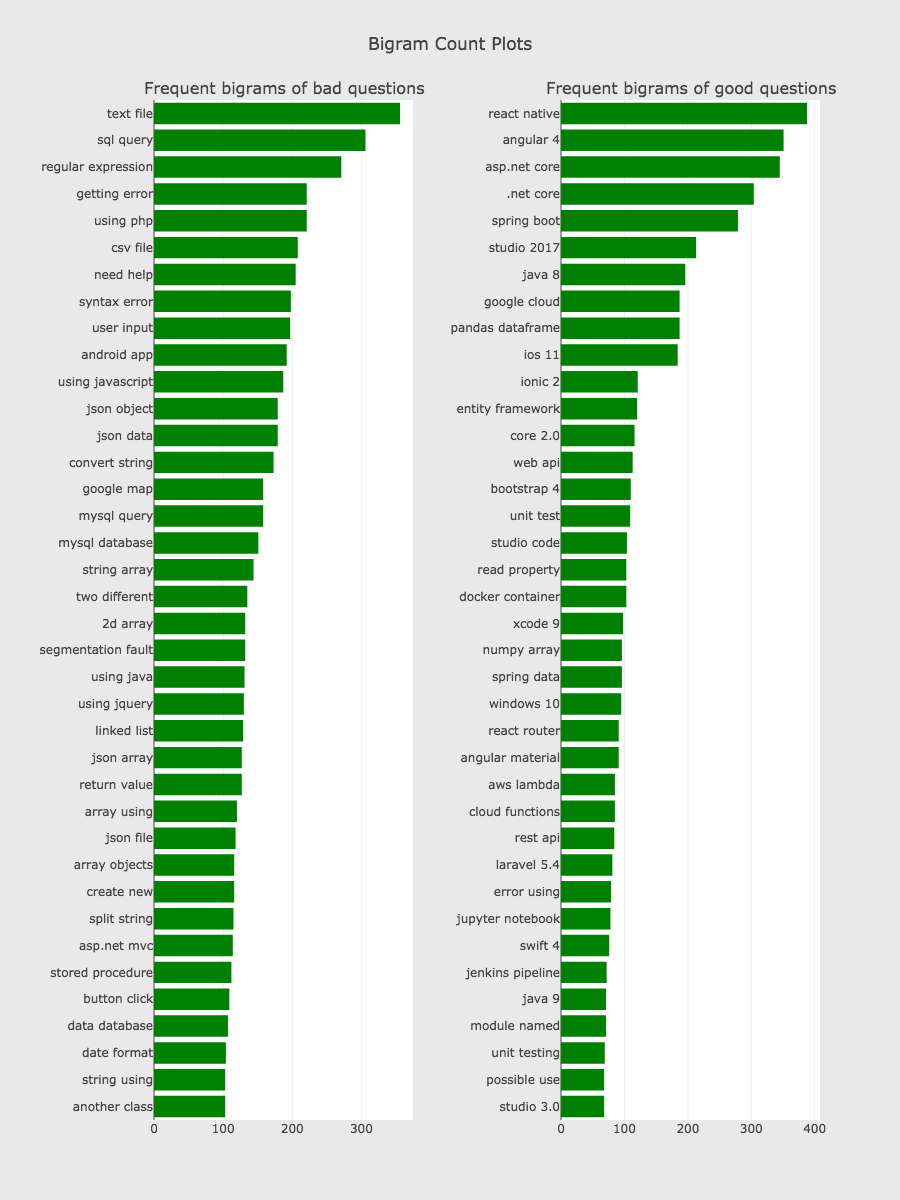 Bigram Count Plots
Frequent bigrams of bad questions
text file
sql query
regular expression
getting error
using php
csv file
need help
syntax error
user input
android app
using javascript
json object
json data
convert string
google map
mysql query
mysql database
string array
two different
2d array
segmentation fault
using java
using jquery
linked list
json array
return value
array using
json file
array objects
create new
split string
asp.net mvc
stored procedure
button click
data database
date format
string using
another class
0 100 200 300
Frequent bigrams of good questions
react native
angular 4
asp.net core
.net core
spring boot
studio 2017
java 8
google cloud
pandas dataframe
ios 11
ionic 2
entity framework
core 2.0
web api
bootstrap 4
unit test
studio code
read property
docker container
xcode 9
numpy array
spring data
windows 10
react router
angular material
aws lambda
cloud functions
rest api
laravel 5.4
error using
jupyter notebook
swift 4
jenkins pipeline
java 9
module named
unit testing
possible use
studio 3.0
0 100 200 300 400